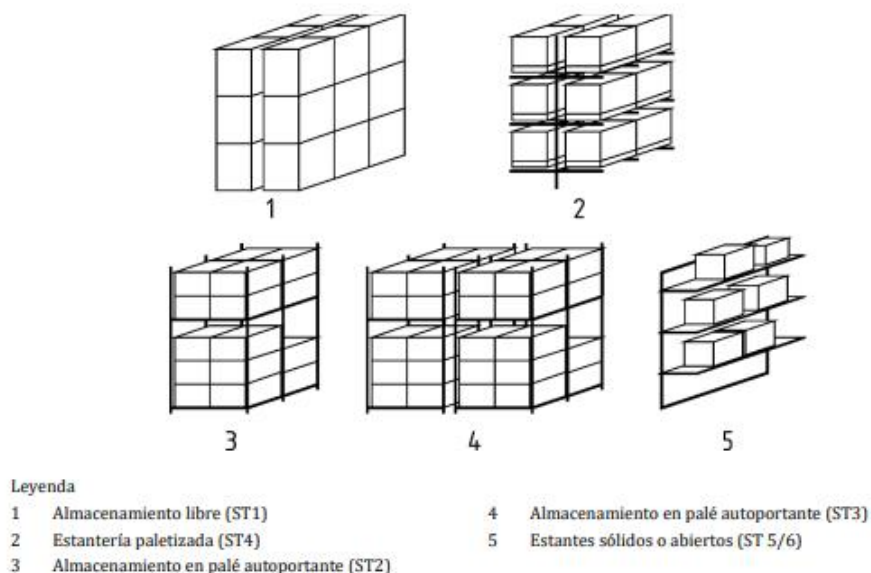 1
2
3
4
5
Leyenda
1 Almacenamiento libre (ST1)
2 Estantería paletizada (ST4)
3 Almacenamiento en palé autoportante (ST2)
4 Almacenamiento en palé autoportante (ST3)
5 Estantes sólidos o abiertos (ST 5/6)